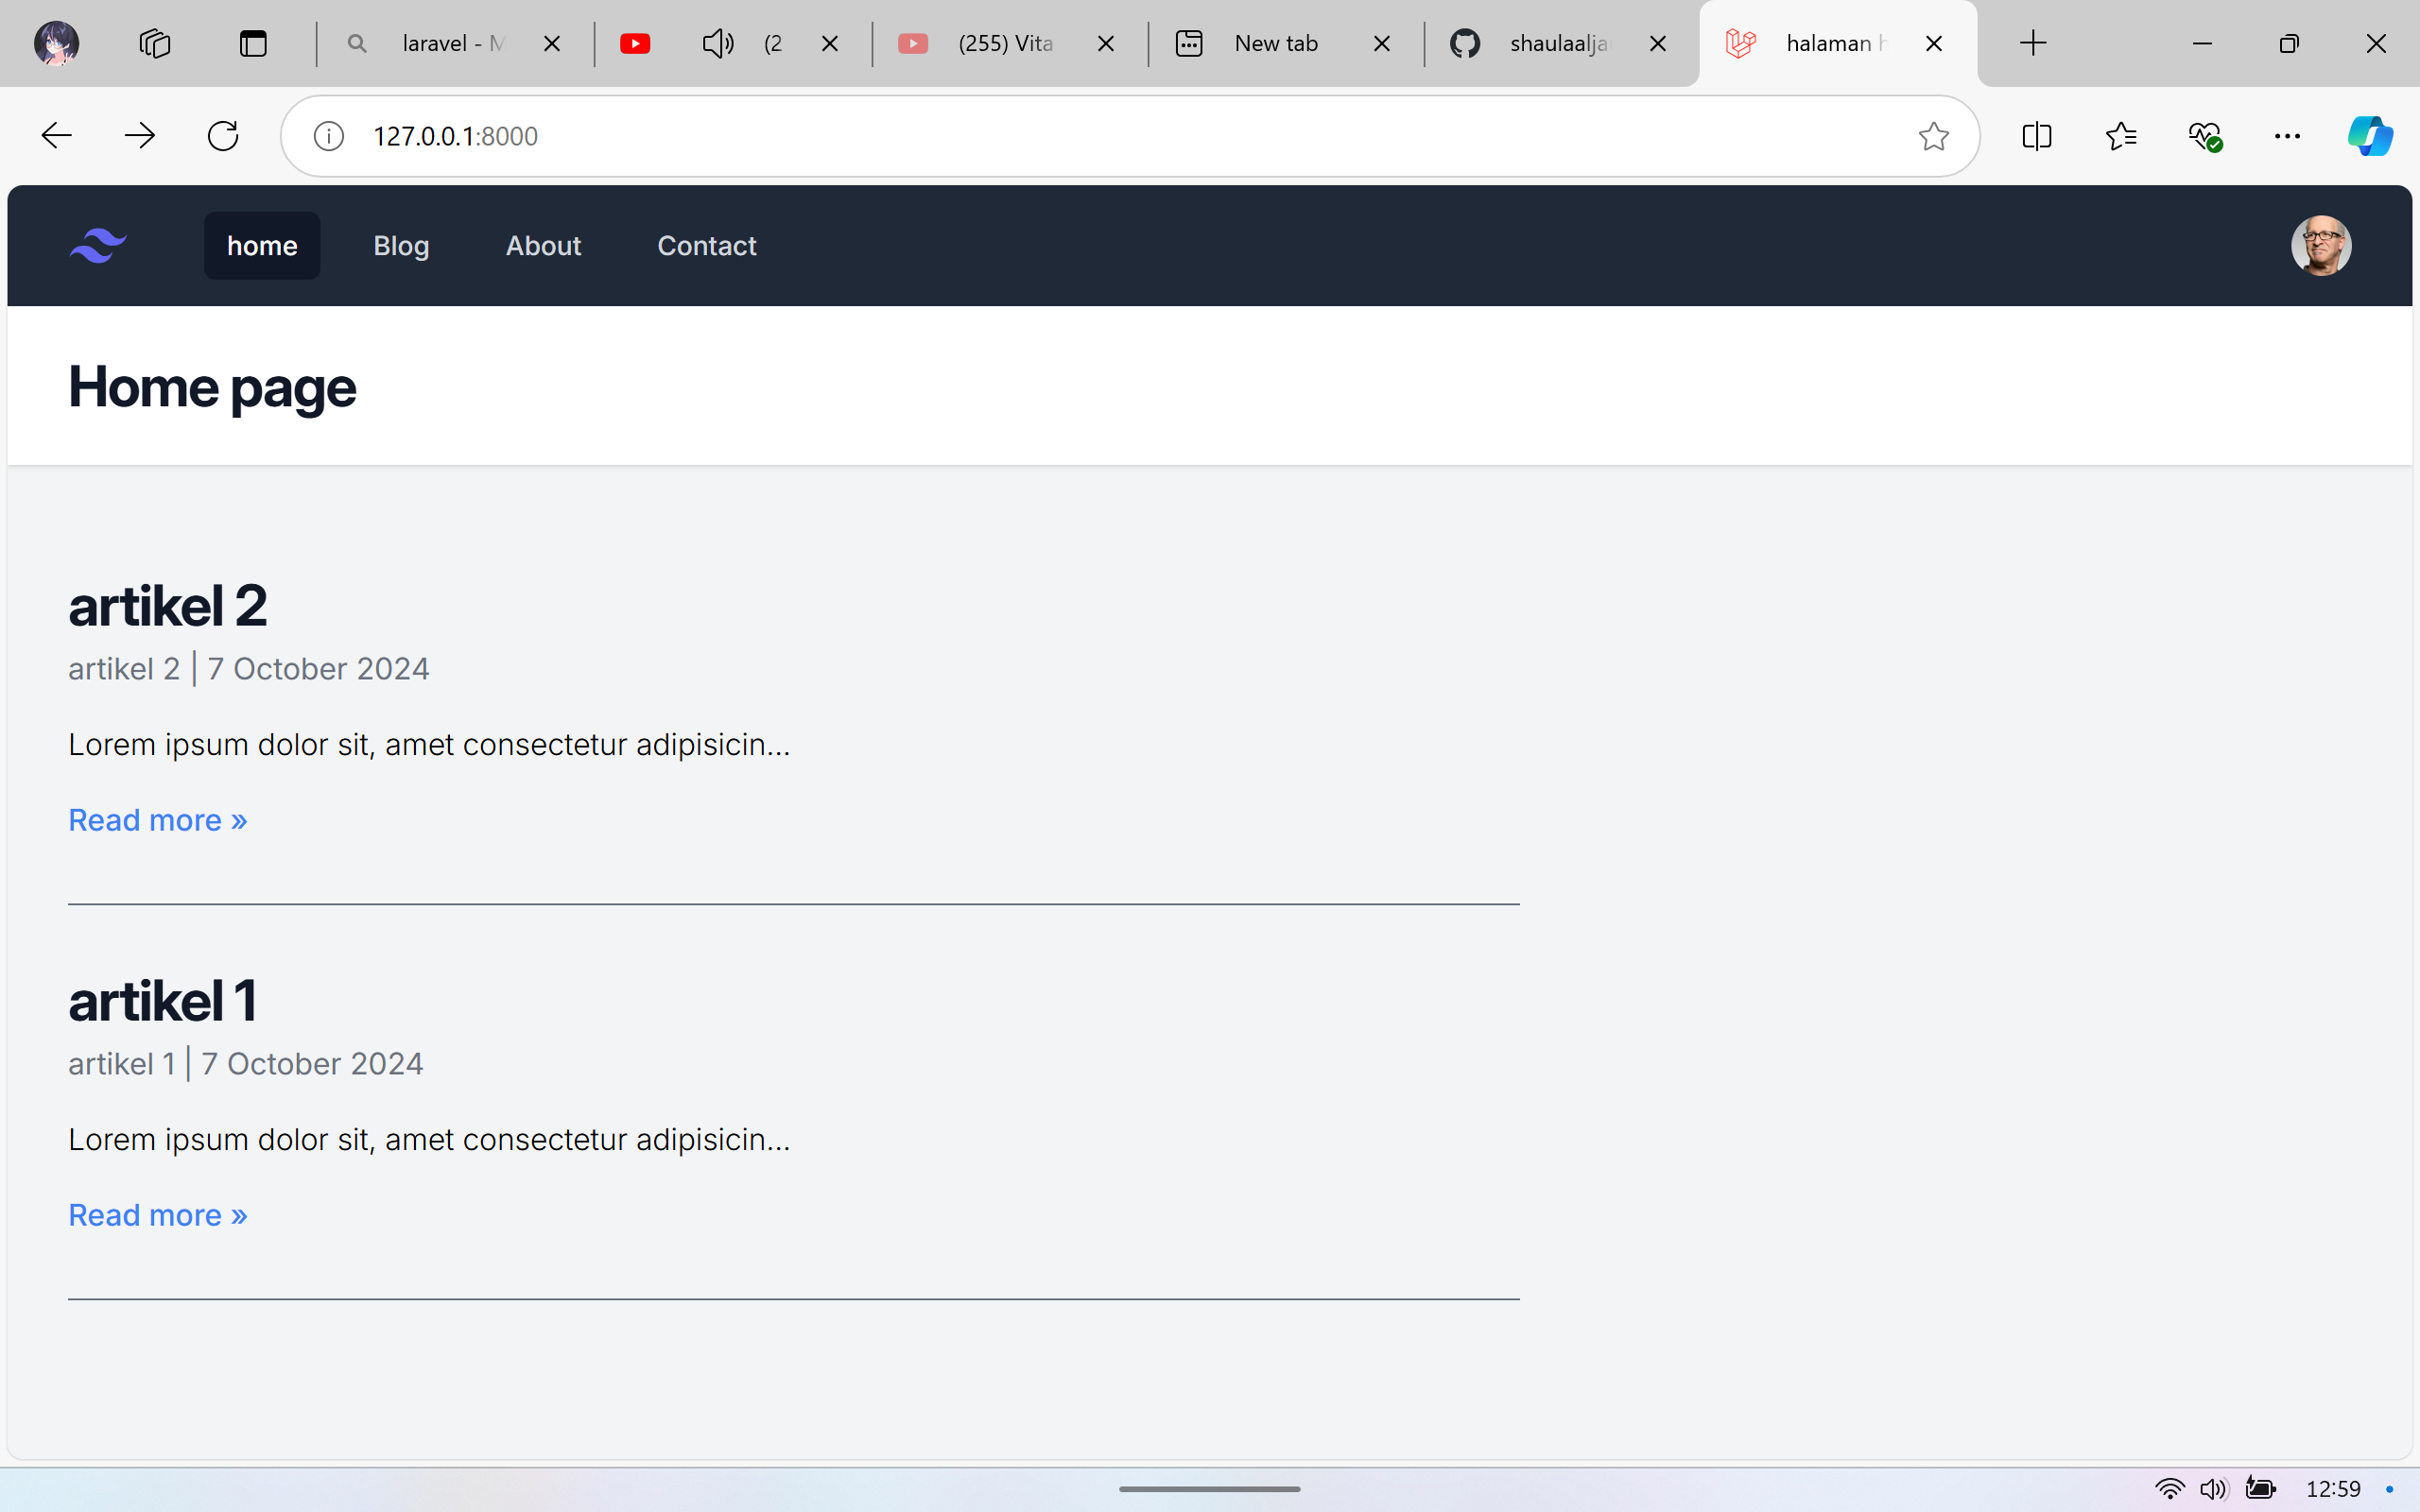 laravel - M
(2
(255) Vita
New tab
shaulaalja
halaman h
127.0.0.1:8000
home Blog About Contact
Home page
artikel 2
artikel 2 | 7 October 2024
Lorem ipsum dolor sit, amet consectetur adipisicin...
Read more »
artikel 1
artikel 1 | 7 October 2024
Lorem ipsum dolor sit, amet consectetur adipisicin...
Read more »
12:59